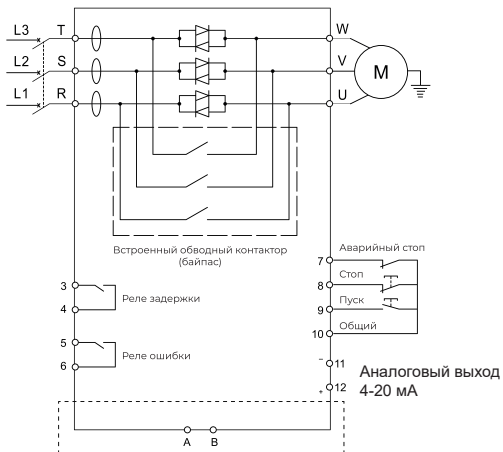 L3 T W
L2 S V
L1 R U
M
Встроенный обводный контактор
(байпас)
7 Аварийный стоп
8 Стоп
9 Пуск
10 Общий
3
4
Реле задержки
5
6
Реле ошибки
− 11
+ 12
Аналоговый выход
4-20 мА
A B